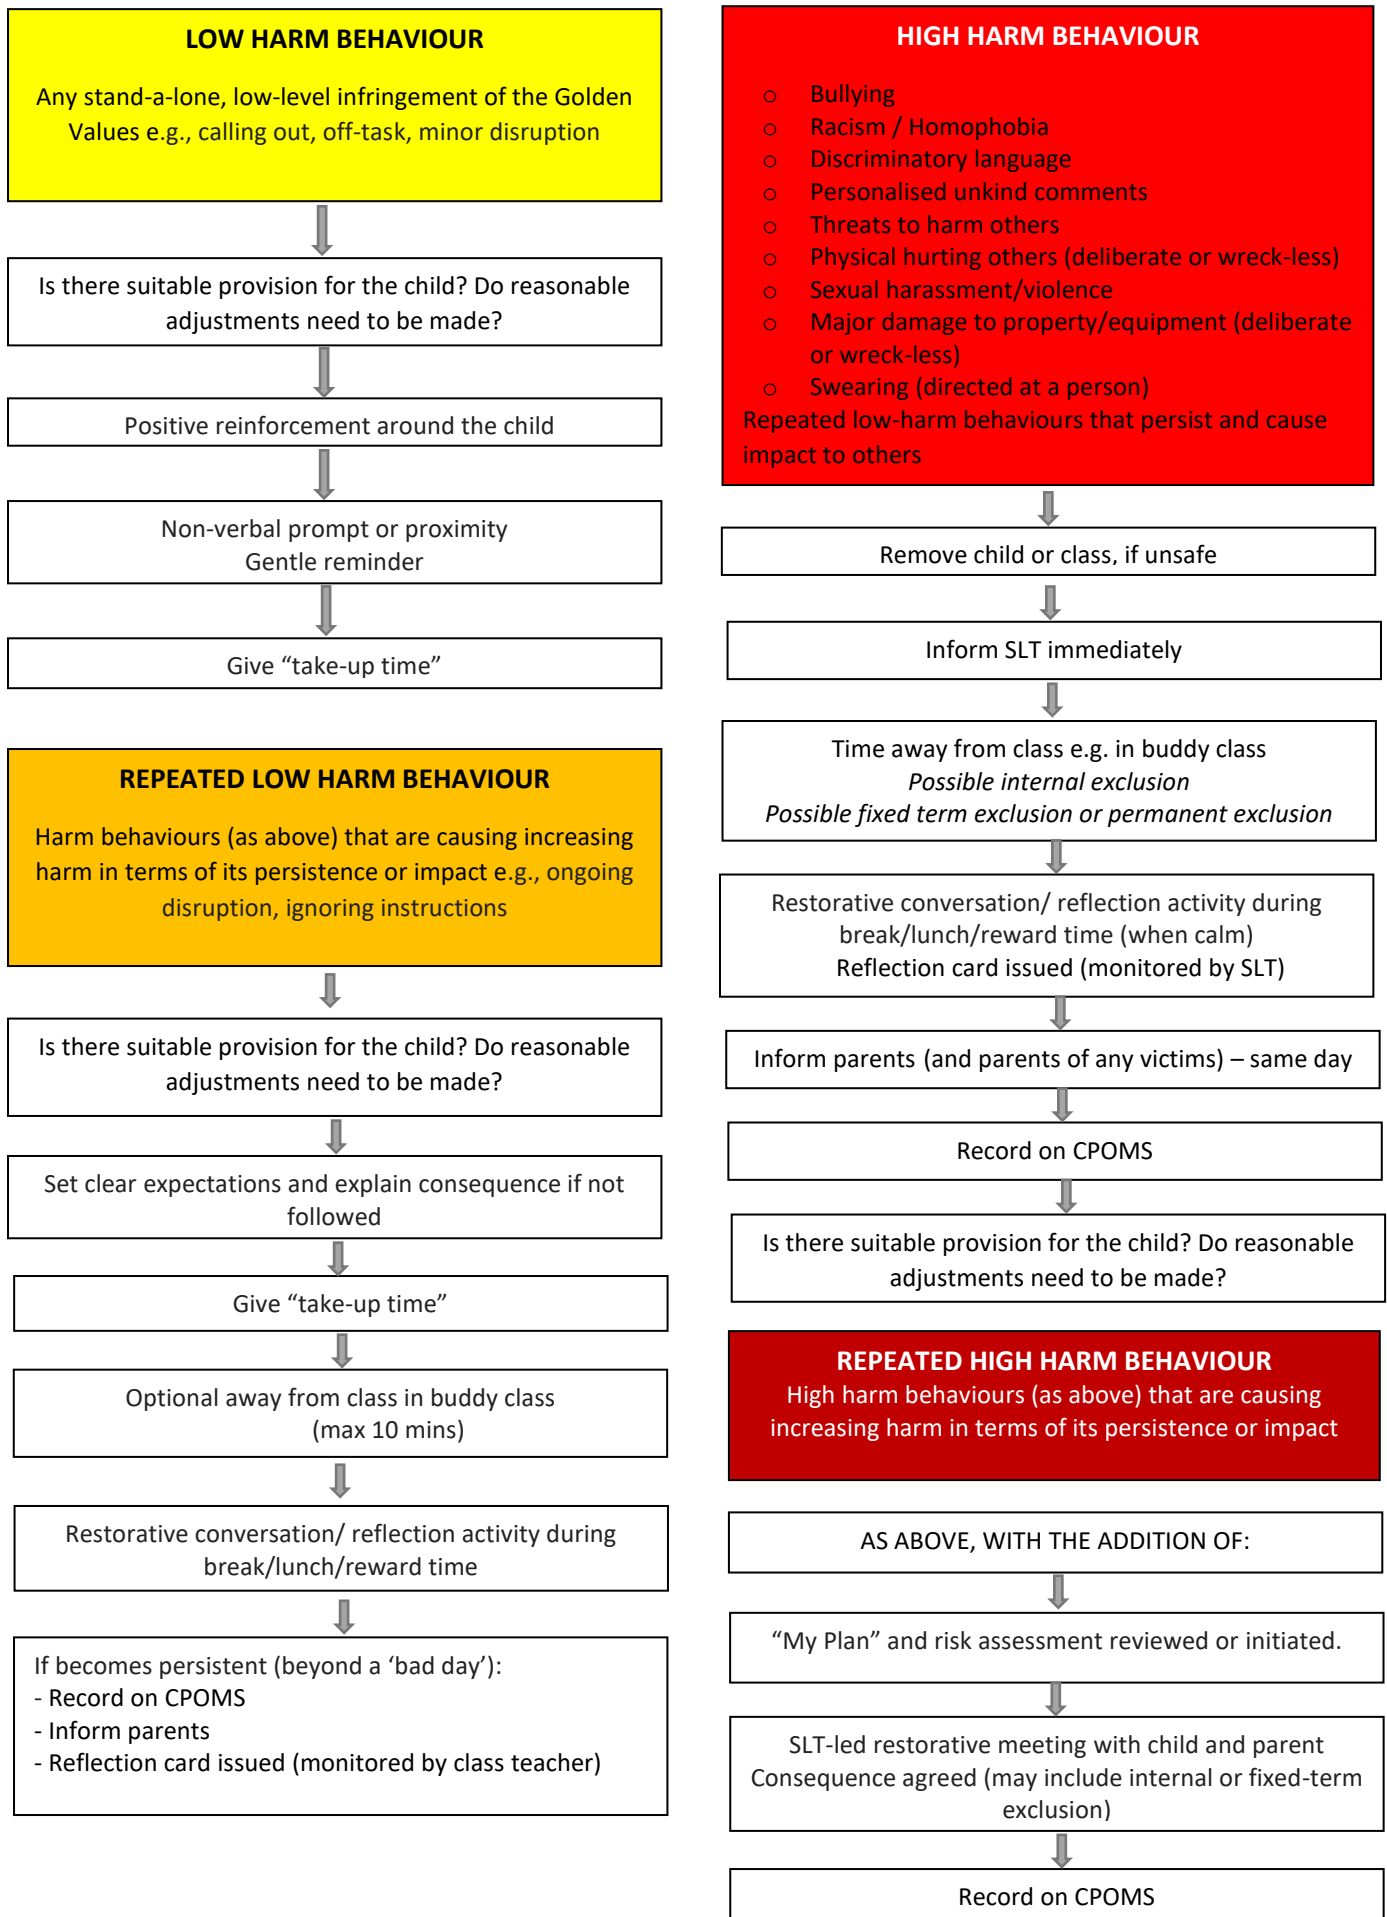 LOW HARM BEHAVIOUR
Any stand-a-lone, low-level infringement of the Golden
Values e.g., calling out, off-task, minor disruption
Is there suitable provision for the child? Do reasonable
adjustments need to be made?
Positive reinforcement around the child
Non-verbal prompt or proximity
Gentle reminder
Give “take-up time”
REPEATED LOW HARM BEHAVIOUR
Harm behaviours (as above) that are causing increasing
harm in terms of its persistence or impact e.g., ongoing
disruption, ignoring instructions
Is there suitable provision for the child? Do reasonable
adjustments need to be made?
Set clear expectations and explain consequence if not
followed
Give “take-up time”
Optional away from class in buddy class
(max 10 mins)
Restorative conversation/ reflection activity during
break/lunch/reward time
If becomes persistent (beyond a ‘bad day’):
- Record on CPOMS
- Inform parents
- Reflection card issued (monitored by class teacher)
HIGH HARM BEHAVIOUR
o Bullying
o Racism / Homophobia
o Discriminatory language
o Personalised unkind comments
o Threats to harm others
o Physical hurting others (deliberate or wreck-less)
o Sexual harassment/violence
o Major damage to property/equipment (deliberate
or wreck-less)
o Swearing (directed at a person)
Repeated low-harm behaviours that persist and cause
impact to others
Remove child or class, if unsafe
Inform SLT immediately
Time away from class e.g. in buddy class
Possible internal exclusion
Possible fixed term exclusion or permanent exclusion
Restorative conversation/ reflection activity during
break/lunch/reward time (when calm)
Reflection card issued (monitored by SLT)
Inform parents (and parents of any victims) – same day
Record on CPOMS
Is there suitable provision for the child? Do reasonable
adjustments need to be made?
REPEATED HIGH HARM BEHAVIOUR
High harm behaviours (as above) that are causing
increasing harm in terms of its persistence or impact
AS ABOVE, WITH THE ADDITION OF:
“My Plan” and risk assessment reviewed or initiated.
SLT-led restorative meeting with child and parent
Consequence agreed (may include internal or fixed-term
exclusion)
Record on CPOMS